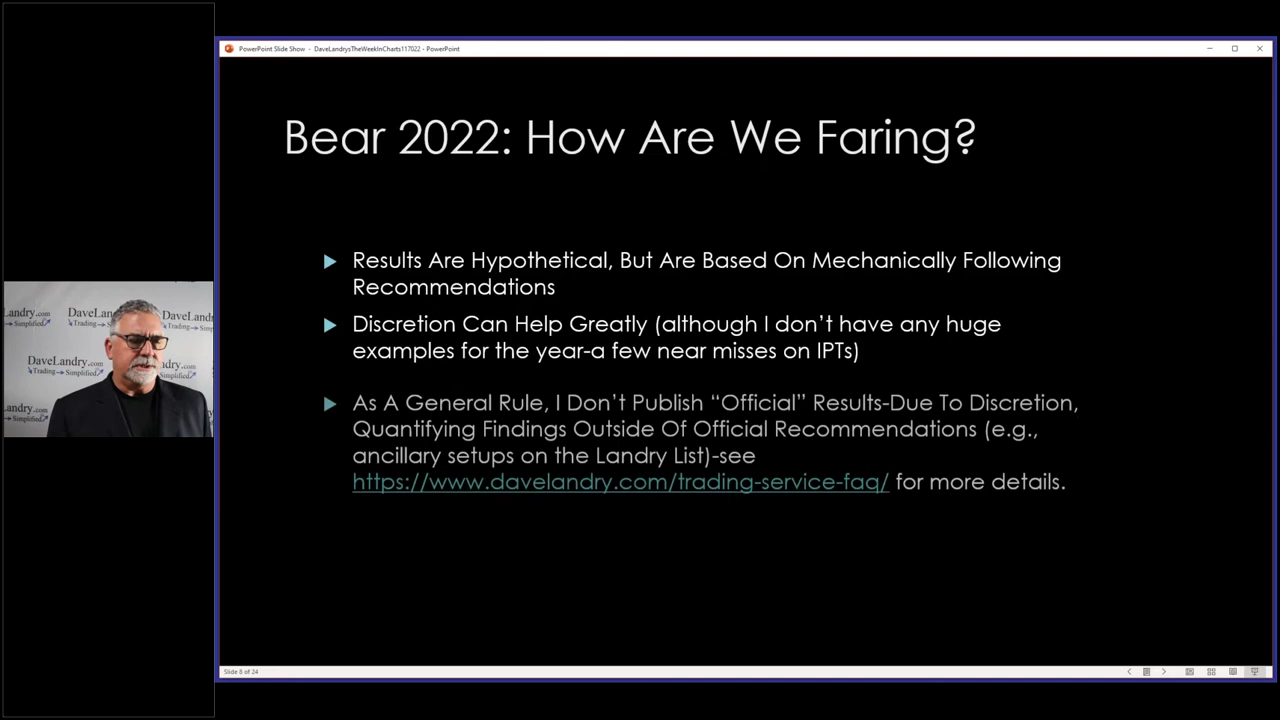 PowerPoint Slide Show - DaveLandrysTheWeekInCharts117022 - PowerPoint
Bear 2022: How Are We Faring?
Results Are Hypothetical, But Are Based On Mechanically Following
Recommendations
Discretion Can Help Greatly (although I don't have any huge
examples for the year-a few near misses on IPTs)
As A General Rule, I Don't Publish “Official” Results-Due To Discretion,
Quantifying Findings Outside Of Official Recommendations (e.g.,
ancillary setups on the Landry List)-see
https://www.davelandry.com/trading-service-faq/ for more details.
DaveLandry.com
Trading Simplified
Slide 8 of 24